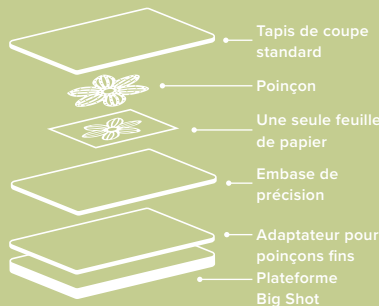 Tapis de coupe
standard
Poinçon
Une seule feuille
de papier
Embase de
précision
Adaptateur pour
poinçons fins
Plateforme
Big Shot